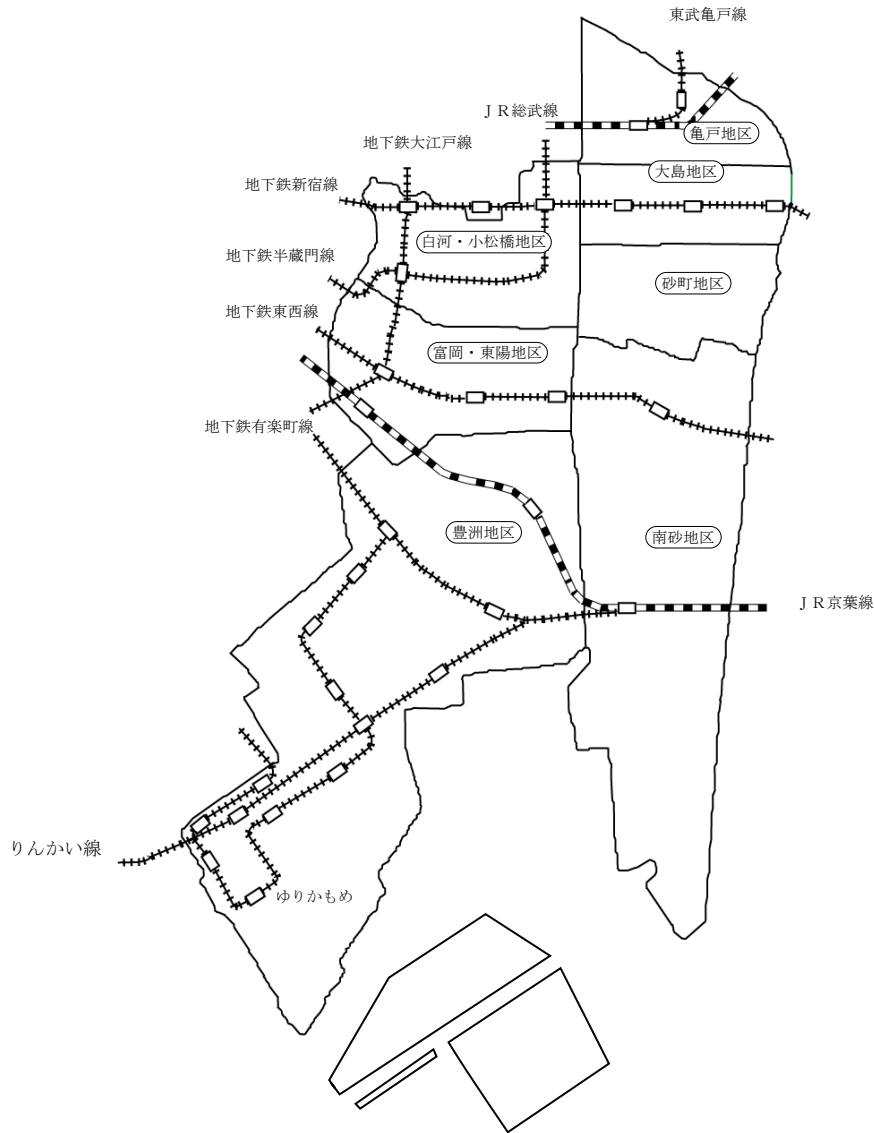 東武亀戸線
ＪＲ総武線
亀戸地区
地下鉄大江戸線
大島地区
地下鉄新宿線
白河・小松橋地区
地下鉄半蔵門線
砂町地区
地下鉄東西線
富岡・東陽地区
地下鉄有楽町線
豊洲地区
南砂地区
ＪＲ京葉線
りんかい線
ゆりかもめ